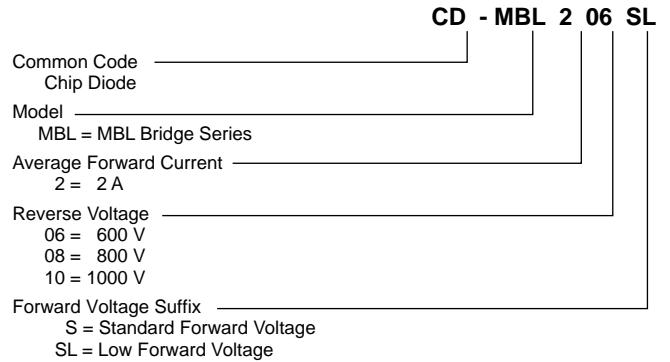 CD - MBL 2 06 SL
Common Code
Chip Diode
Model
MBL = MBL Bridge Series
Average Forward Current
2 = 2 A
Reverse Voltage
06 = 600 V
08 = 800 V
10 = 1000 V
Forward Voltage Suffix
S = Standard Forward Voltage
SL = Low Forward Voltage